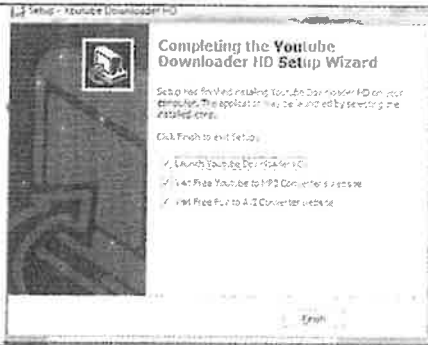 Setup - Youtube Downloader HD
Completing the Youtube
Downloader HD Setup Wizard
Setup has finished installing Youtube Downloader HD on your
computer. The application may be launched by selecting the
installed icons.
Click Finish to exit Setup.
Launch Youtube Downloader HD
Visit Free Youtube to MP3 Converter's website
Visit Free FLV to AVI Converter website
Finish